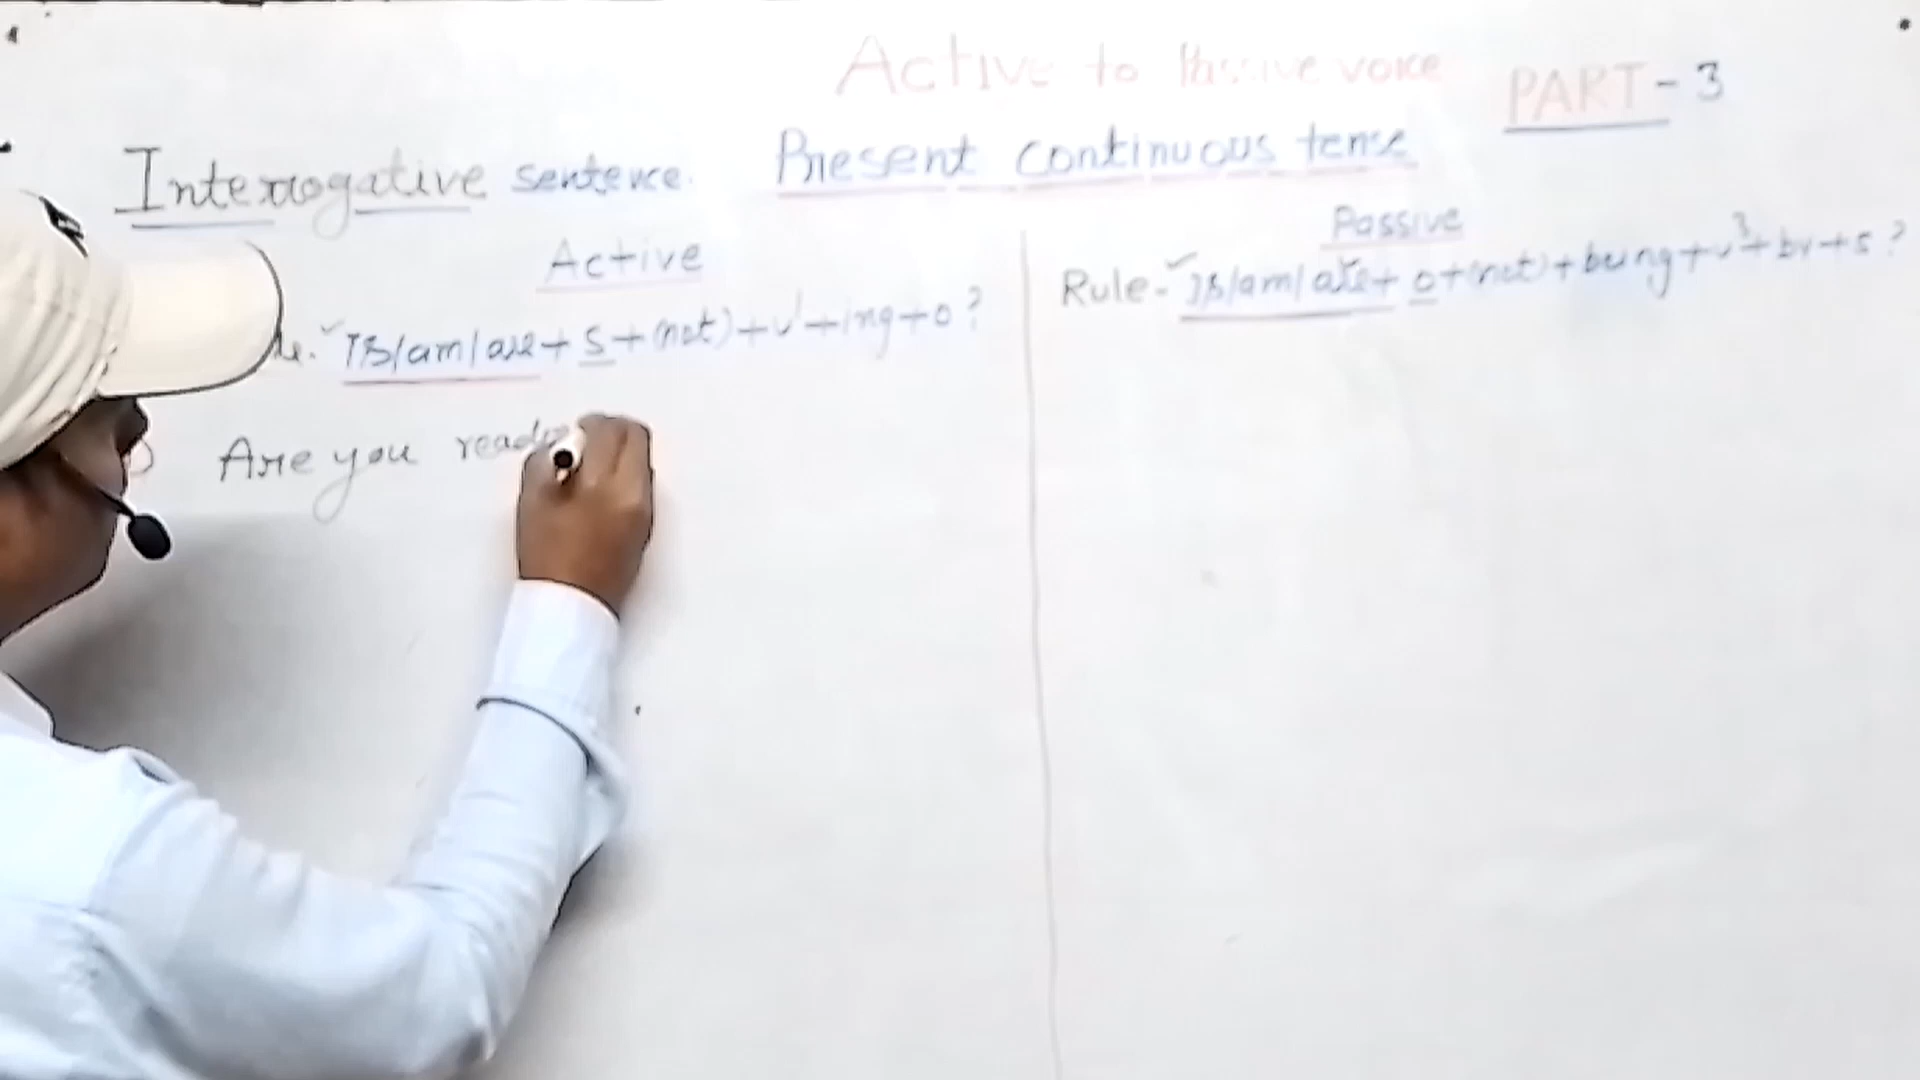 Active to Passive voice
PART - 3
Interrogative sentence. Present continuous tense
Active
Passive
Is/am/are + S + (not) + v¹ + ing + o ?
Rule - Is/am/are + o + (not) + being + v³ + by + s ?
Are you